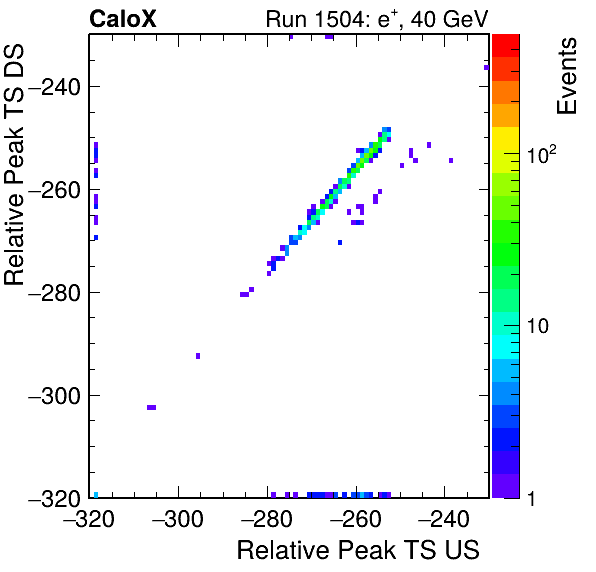 CaloX Run 1504: e⁺, 40 GeV
Relative Peak TS DS
Events
−240
−260
−280
−300
−320
10²
10
1
−320 −300 −280 −260 −240
Relative Peak TS US